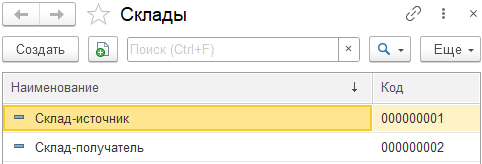 Склады
Создать Поиск (Ctrl+F) × Еще
Наименование ↓ Код
Склад-источник 000000001
Склад-получатель 000000002